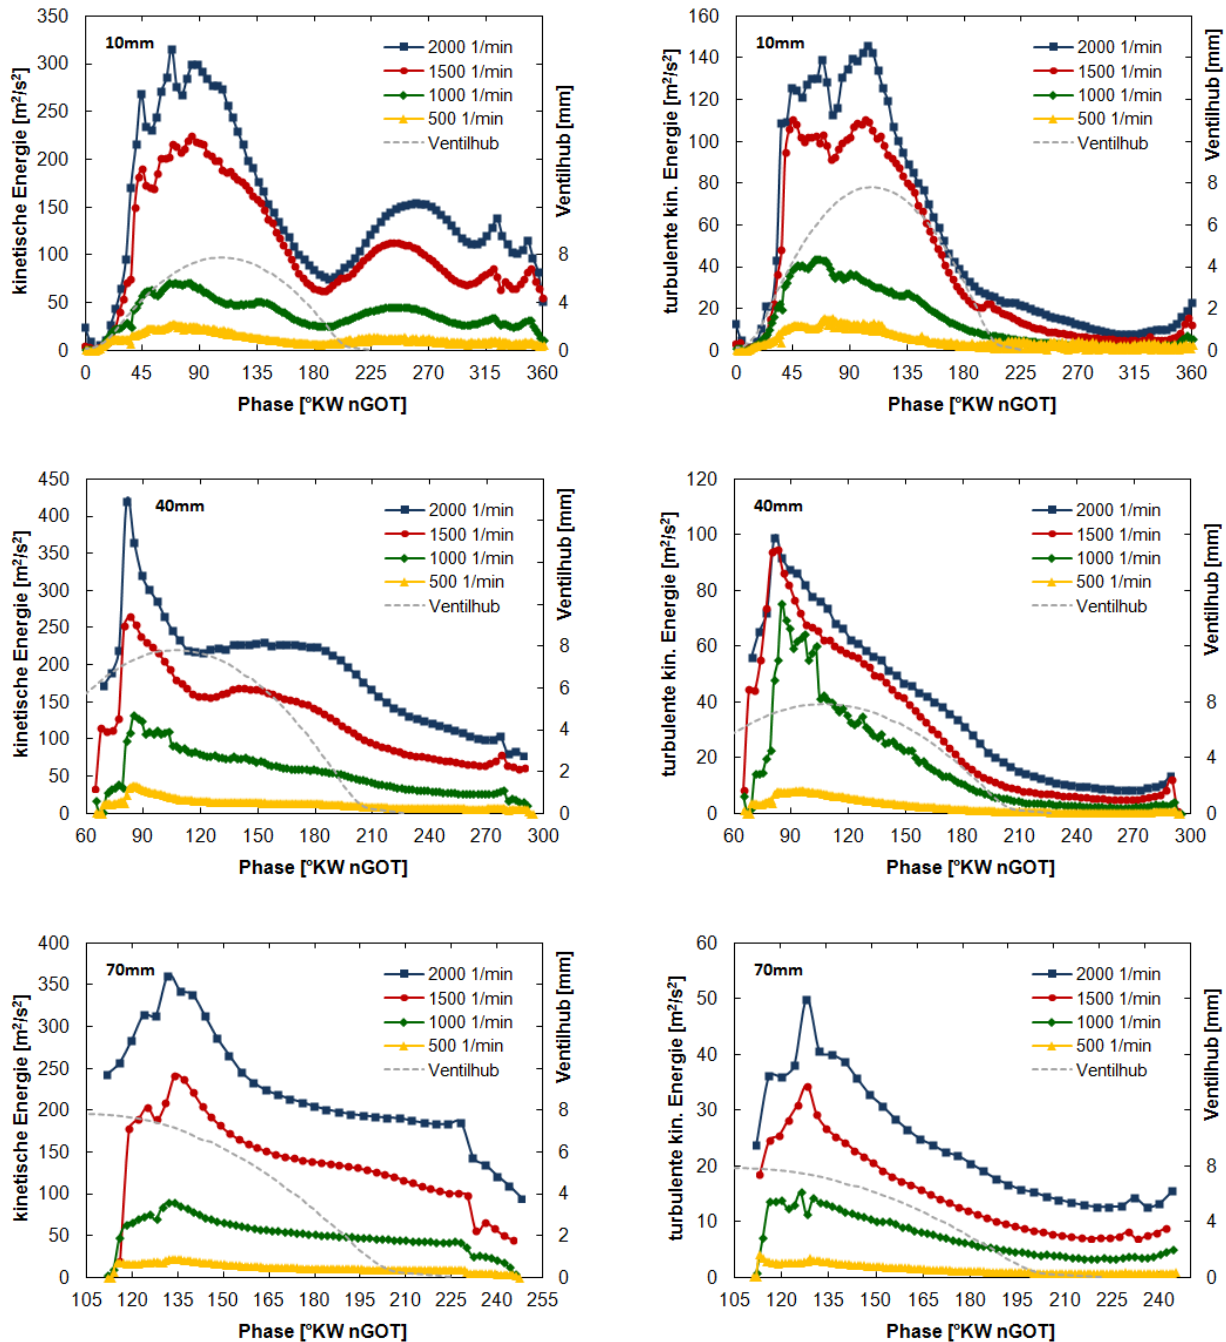 10mm
kinetische Energie [m²/s²]
350
300
250
200
150
100
50
0
2000 1/min
1500 1/min
1000 1/min
500 1/min
Ventilhub
Ventilhub [mm]
8
4
0
0 45 90 135 180 225 270 315 360
Phase [°KW nGOT]
10mm
turbulente kin. Energie [m²/s²]
160
140
120
100
80
60
40
20
0
2000 1/min
1500 1/min
1000 1/min
500 1/min
Ventilhub
Ventilhub [mm]
8
4
0
0 45 90 135 180 225 270 315 360
Phase [°KW nGOT]
40mm
kinetische Energie [m²/s²]
450
400
350
300
250
200
150
100
50
0
2000 1/min
1500 1/min
1000 1/min
500 1/min
Ventilhub
Ventilhub [mm]
8
6
4
2
0
60 90 120 150 180 210 240 270 300
Phase [°KW nGOT]
40mm
turbulente kin. Energie [m²/s²]
120
100
80
60
40
20
0
2000 1/min
1500 1/min
1000 1/min
500 1/min
Ventilhub
Ventilhub [mm]
8
4
0
60 90 120 150 180 210 240 270 300
Phase [°KW nGOT]
70mm
kinetische Energie [m²/s²]
400
350
300
250
200
150
100
50
0
2000 1/min
1500 1/min
1000 1/min
500 1/min
Ventilhub
Ventilhub [mm]
8
6
4
2
0
105 135 165 195 225 255
Phase [°KW nGOT]
70mm
turbulente kin. Energie [m²/s²]
60
50
40
30
20
10
0
2000 1/min
1500 1/min
1000 1/min
500 1/min
Ventilhub
Ventilhub [mm]
8
4
0
105 135 165 195 225 240
Phase [°KW nGOT]